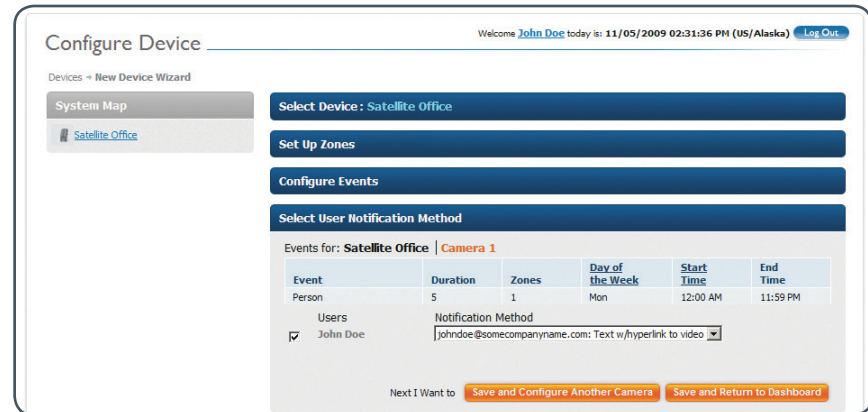 Configure Device
Welcome John Doe today is: 11/05/2009 02:31:36 PM (US/Alaska) Log Out
Devices → New Device Wizard
System Map
Satellite Office
Select Device: Satellite Office
Set Up Zones
Configure Events
Select User Notification Method
Events for: Satellite Office | Camera 1
Event Duration Zones Day of the Week Start Time End Time
Person 5 1 Mon 12:00 AM 11:59 PM
Users Notification Method
John Doe johndoe@somecompanyname.com: Text w/hyperlink to video
Next I Want to Save and Configure Another Camera Save and Return to Dashboard